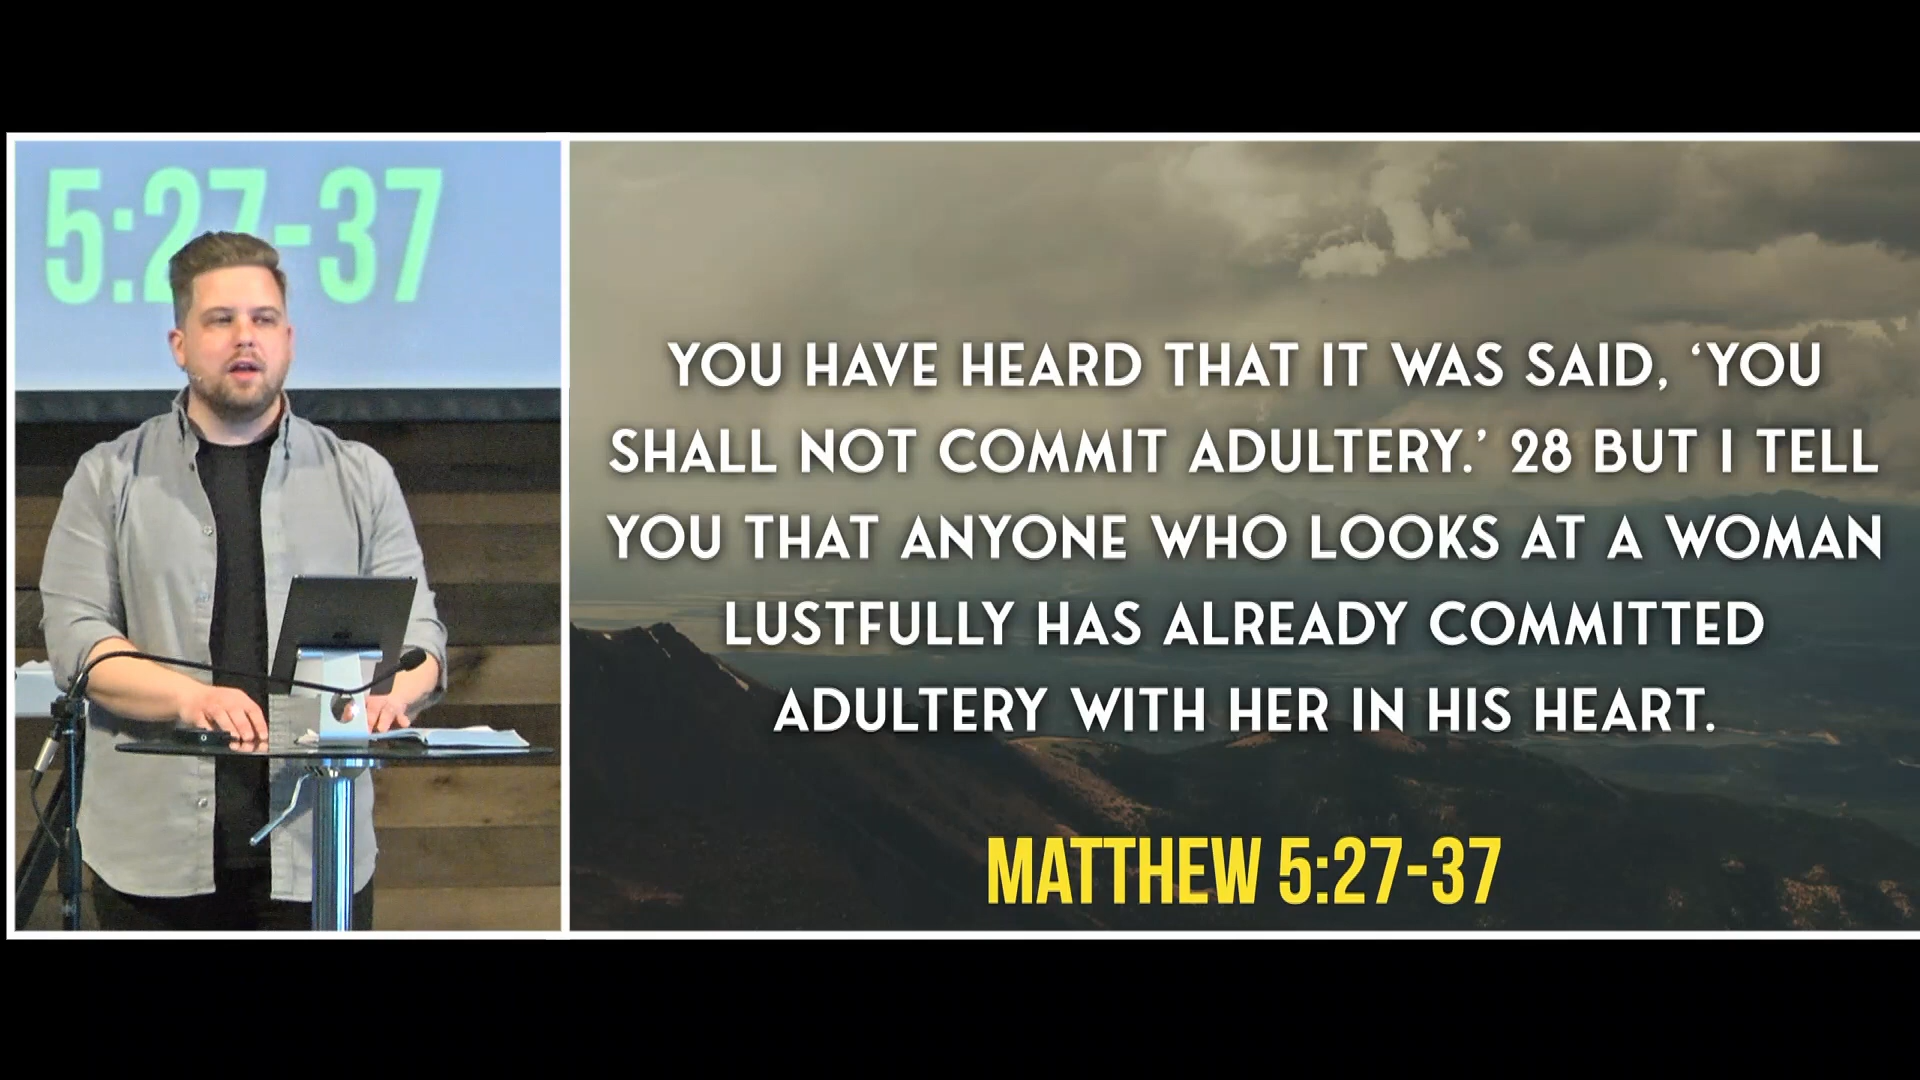 5:27-37
YOU HAVE HEARD THAT IT WAS SAID, ‘YOU
SHALL NOT COMMIT ADULTERY.’ 28 BUT I TELL
YOU THAT ANYONE WHO LOOKS AT A WOMAN
LUSTFULLY HAS ALREADY COMMITTED
ADULTERY WITH HER IN HIS HEART.
MATTHEW 5:27-37